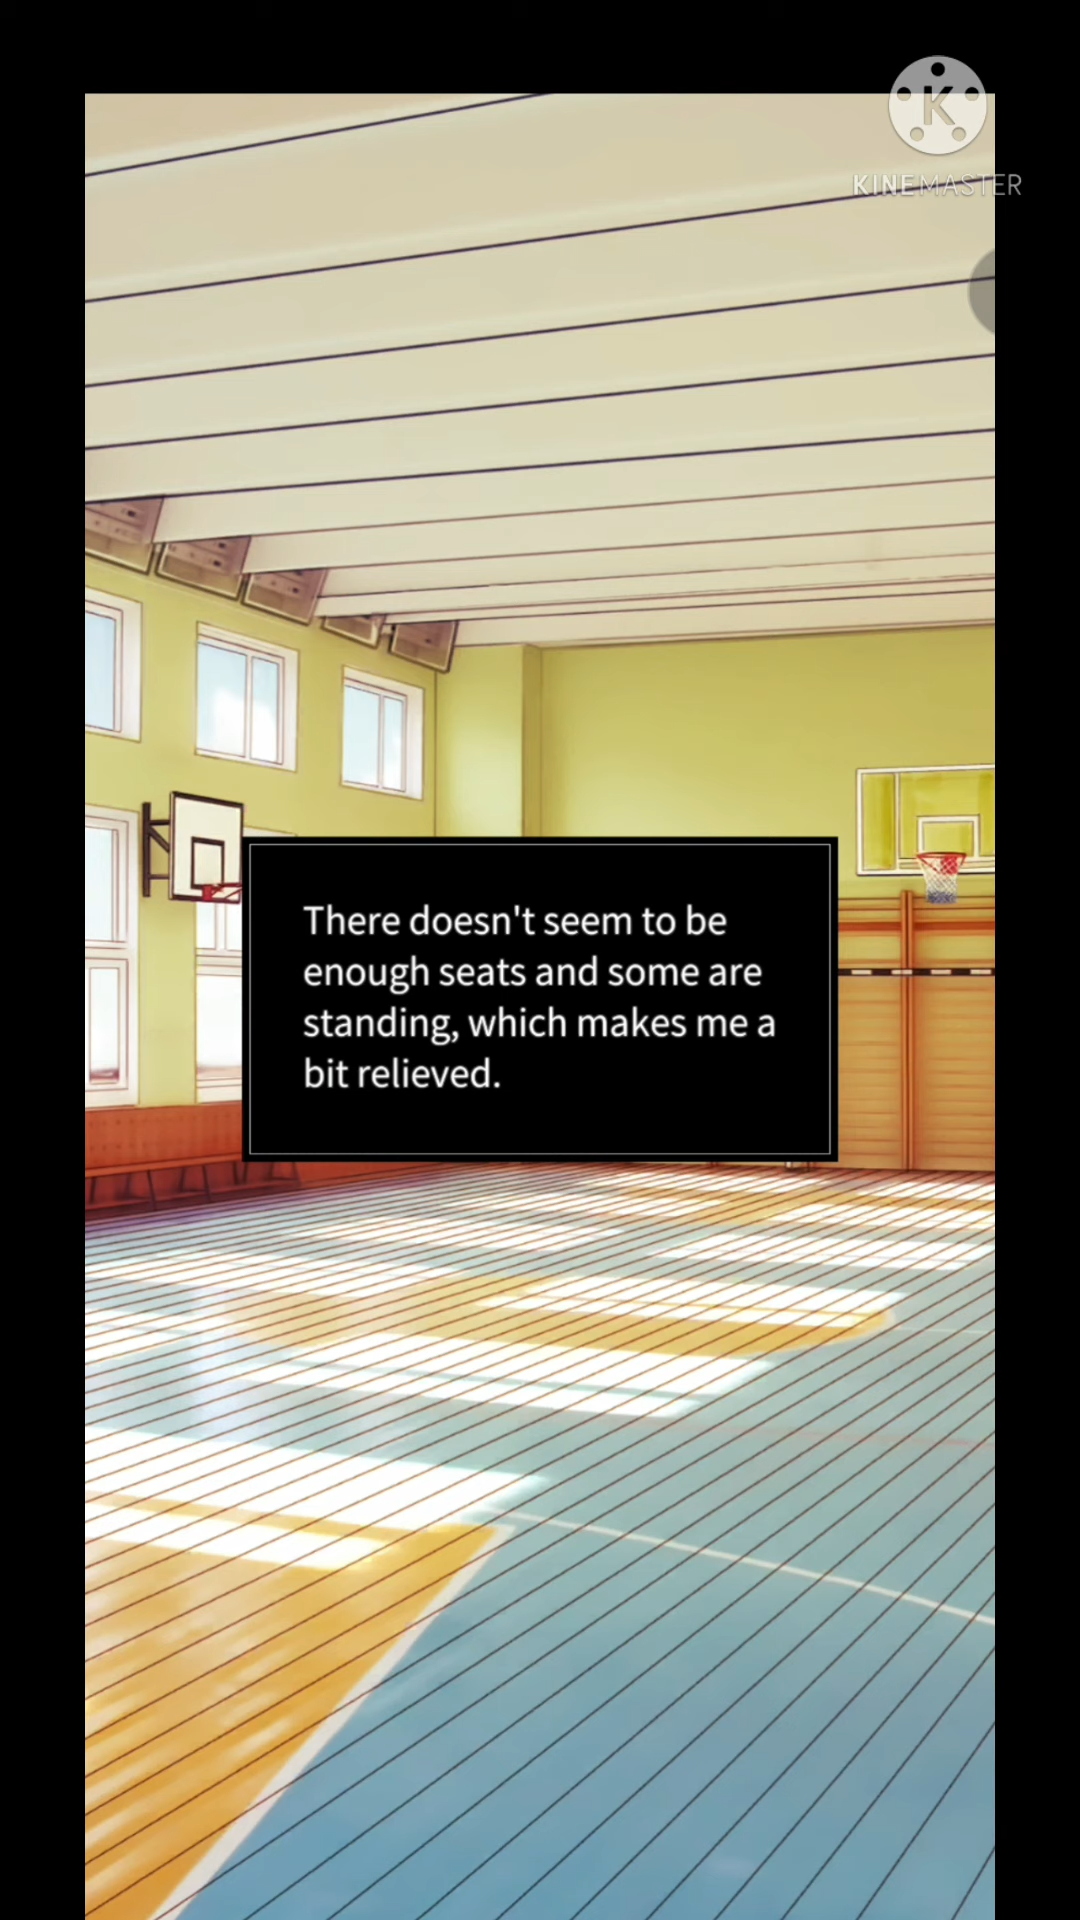 K
KINEMASTER
There doesn't seem to be
enough seats and some are
standing, which makes me a
bit relieved.